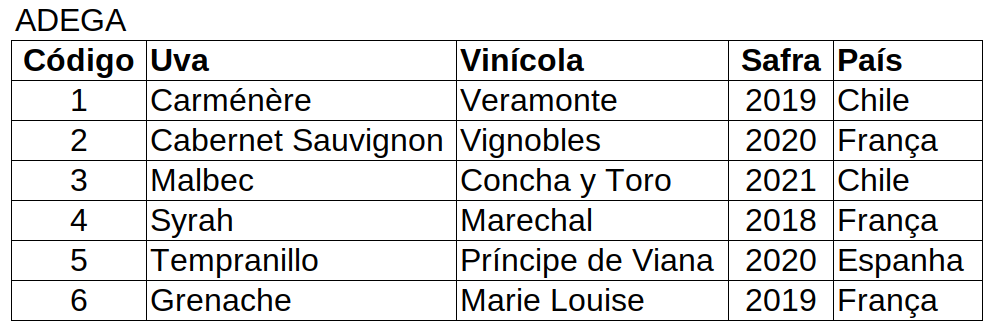 ADEGA
Código Uva Vinícola Safra País
1 Carménère Veramonte 2019 Chile
2 Cabernet Sauvignon Vignobles 2020 França
3 Malbec Concha y Toro 2021 Chile
4 Syrah Marechal 2018 França
5 Tempranillo Príncipe de Viana 2020 Espanha
6 Grenache Marie Louise 2019 França